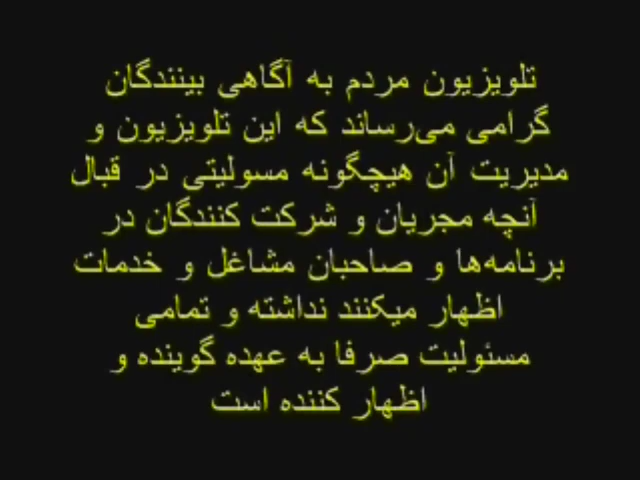 تلویزیون مردم به آگاهی بینندگان
گرامی می‌رساند که این تلویزیون و
مدیریت آن هیچگونه مسولیتی در قبال
آنچه مجریان و شرکت کنندگان در
برنامه‌ها و صاحبان مشاغل و خدمات
اظهار میکنند نداشته و تمامی
مسئولیت صرفا به عهده گوینده و
اظهار کننده است